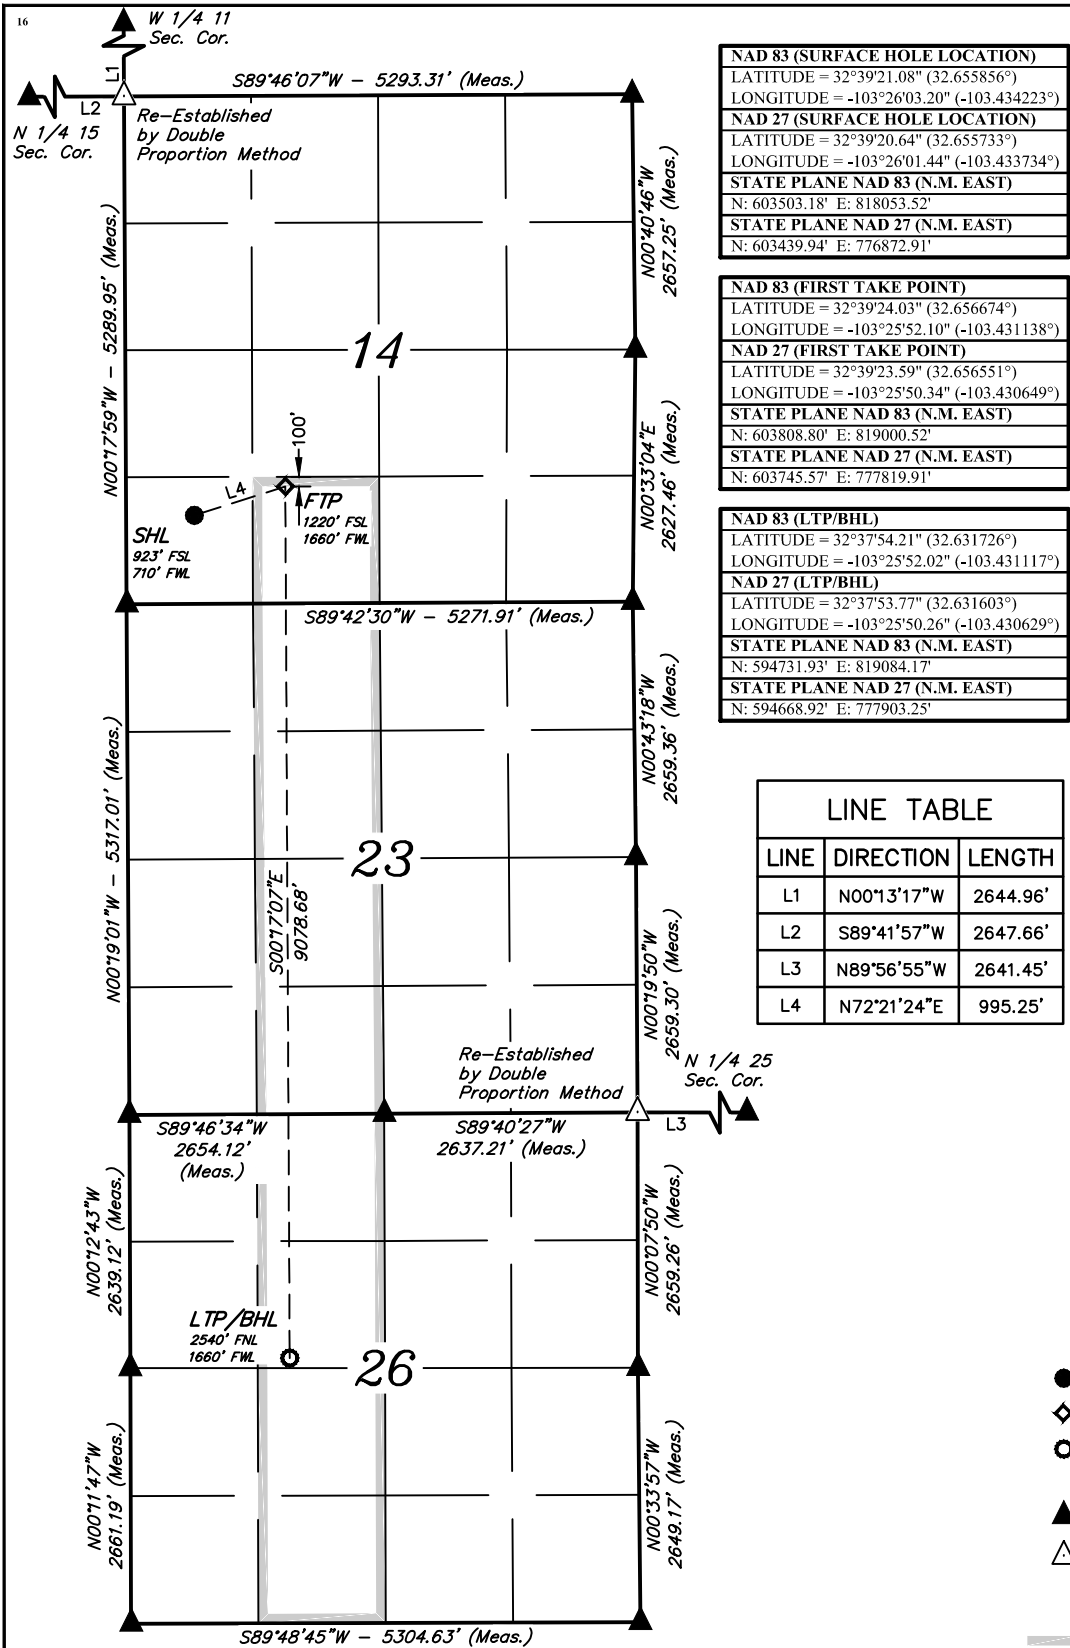 16
W 1/4 11
Sec. Cor.
L1
L2
N 1/4 15
Sec. Cor.
S89°46'07"W – 5293.31' (Meas.)
Re-Established
by Double
Proportion Method
N00°17'59"W – 5289.95' (Meas.)
N00°40'46"W
2657.25' (Meas.)
14
N00°33'04"E
2627.46' (Meas.)
100'
L4
FTP
1220' FSL
1660' FWL
SHL
923' FSL
710' FWL
S89°42'30"W – 5271.91' (Meas.)
N00°19'01"W – 5317.01' (Meas.)
N00°43'18"W
2659.36' (Meas.)
23
S00°17'07"E
9078.68'
N00°19'50"W
2659.30' (Meas.)
Re-Established
by Double
Proportion Method
N 1/4 25
Sec. Cor.
L3
S89°46'34"W
2654.12'
(Meas.)
S89°40'27"W
2637.21' (Meas.)
N00°12'43"W
2639.12' (Meas.)
N00°07'50"W
2659.26' (Meas.)
LTP/BHL
2540' FNL
1660' FWL
26
N00°11'47"W
2661.19' (Meas.)
N00°33'57"W
2649.17' (Meas.)
S89°48'45"W – 5304.63' (Meas.)
NAD 83 (SURFACE HOLE LOCATION)
LATITUDE = 32°39'21.08" (32.655856°)
LONGITUDE = -103°26'03.20" (-103.434223°)
NAD 27 (SURFACE HOLE LOCATION)
LATITUDE = 32°39'20.64" (32.655733°)
LONGITUDE = -103°26'01.44" (-103.433734°)
STATE PLANE NAD 83 (N.M. EAST)
N: 603503.18' E: 818053.52'
STATE PLANE NAD 27 (N.M. EAST)
N: 603439.94' E: 776872.91'
NAD 83 (FIRST TAKE POINT)
LATITUDE = 32°39'24.03" (32.656674°)
LONGITUDE = -103°25'52.10" (-103.431138°)
NAD 27 (FIRST TAKE POINT)
LATITUDE = 32°39'23.59" (32.656551°)
LONGITUDE = -103°25'50.34" (-103.430649°)
STATE PLANE NAD 83 (N.M. EAST)
N: 603808.80' E: 819000.52'
STATE PLANE NAD 27 (N.M. EAST)
N: 603745.57' E: 777819.91'
NAD 83 (LTP/BHL)
LATITUDE = 32°37'54.21" (32.631726°)
LONGITUDE = -103°25'52.02" (-103.431117°)
NAD 27 (LTP/BHL)
LATITUDE = 32°37'53.77" (32.631603°)
LONGITUDE = -103°25'50.26" (-103.430629°)
STATE PLANE NAD 83 (N.M. EAST)
N: 594731.93' E: 819084.17'
STATE PLANE NAD 27 (N.M. EAST)
N: 594668.92' E: 777903.25'
LINE TABLE
LINE DIRECTION LENGTH
L1 N00°13'17"W 2644.96'
L2 S89°41'57"W 2647.66'
L3 N89°56'55"W 2641.45'
L4 N72°21'24"E 995.25'